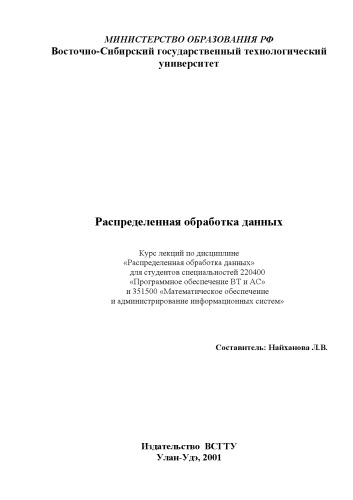 МИНИСТЕРСТВО ОБРАЗОВАНИЯ РФ
Восточно-Сибирский государственный технологический
университет
Распределенная обработка данных
Курс лекций по дисциплине
«Распределенная обработка данных»
для студентов специальностей 220400
«Программное обеспечение ВТ и АС»
и 351500 «Математическое обеспечение
и администрирование информационных систем»
Составитель: Найханова Л.В.
Издательство ВСГТУ
Улан-Удэ, 2001